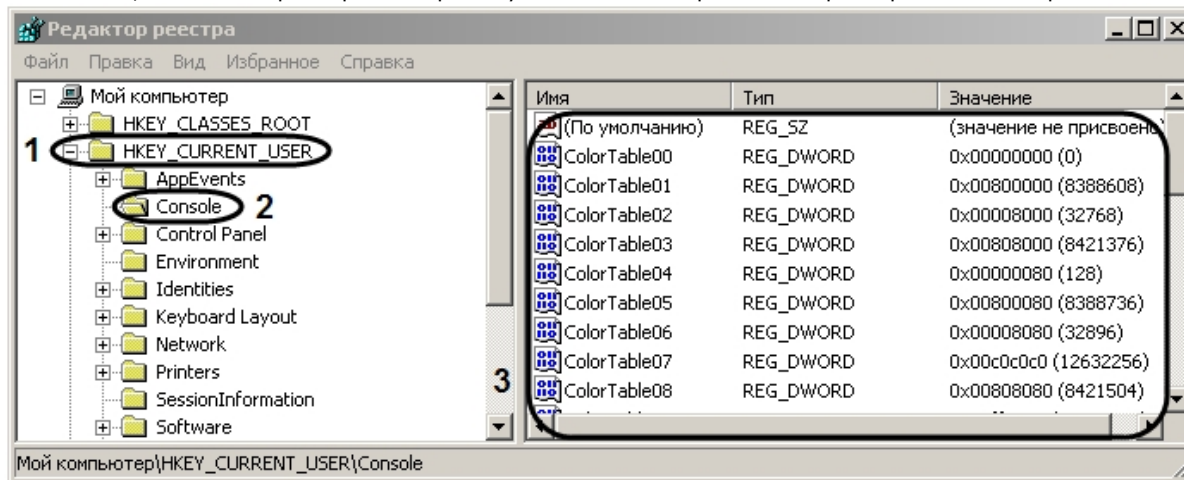 Редактор реестра
Файл Правка Вид Избранное Справка
Мой компьютер
HKEY_CLASSES_ROOT
1 HKEY_CURRENT_USER
AppEvents
Console 2
Control Panel
Environment
Identities
Keyboard Layout
Network
Printers
SessionInformation
Software
3
Имя Тип Значение
(По умолчанию) REG_SZ (значение не присвоено)
ColorTable00 REG_DWORD 0x00000000 (0)
ColorTable01 REG_DWORD 0x00800000 (8388608)
ColorTable02 REG_DWORD 0x00008000 (32768)
ColorTable03 REG_DWORD 0x00808000 (8421376)
ColorTable04 REG_DWORD 0x00000080 (128)
ColorTable05 REG_DWORD 0x00800080 (8388736)
ColorTable06 REG_DWORD 0x00008080 (32896)
ColorTable07 REG_DWORD 0x00c0c0c0 (12632256)
ColorTable08 REG_DWORD 0x00808080 (8421504)
Мой компьютер\HKEY_CURRENT_USER\Console